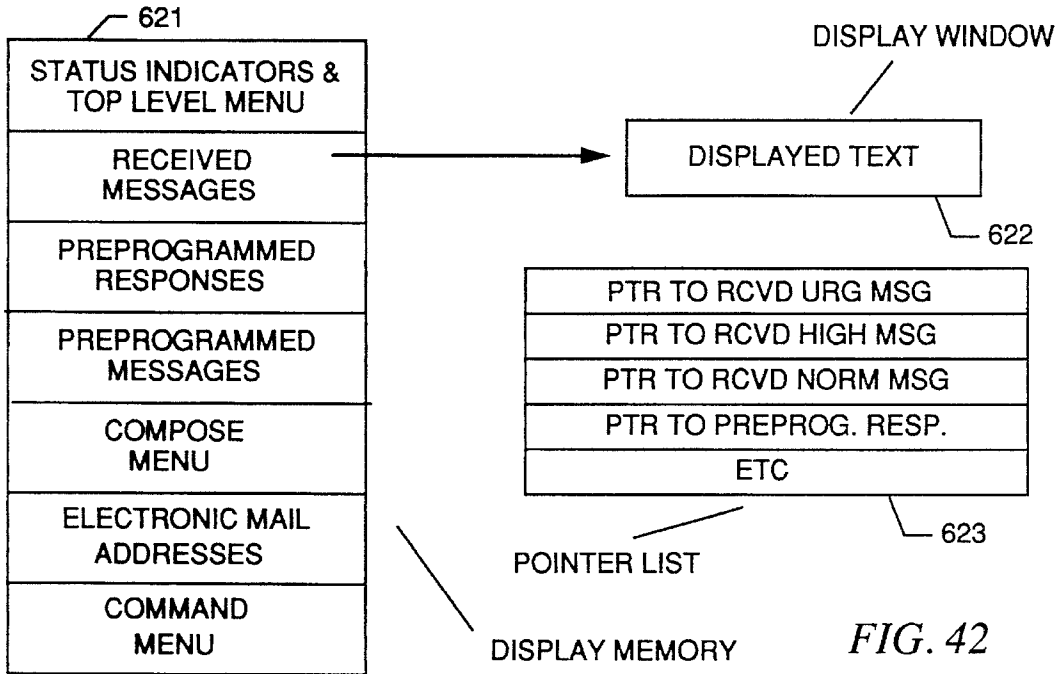 621
STATUS INDICATORS &
TOP LEVEL MENU
RECEIVED
MESSAGES
PREPROGRAMMED
RESPONSES
PREPROGRAMMED
MESSAGES
COMPOSE
MENU
ELECTRONIC MAIL
ADDRESSES
COMMAND
MENU
DISPLAY MEMORY
DISPLAY WINDOW
DISPLAYED TEXT
622
PTR TO RCVD URG MSG
PTR TO RCVD HIGH MSG
PTR TO RCVD NORM MSG
PTR TO PREPROG. RESP.
ETC
623
POINTER LIST
FIG. 42